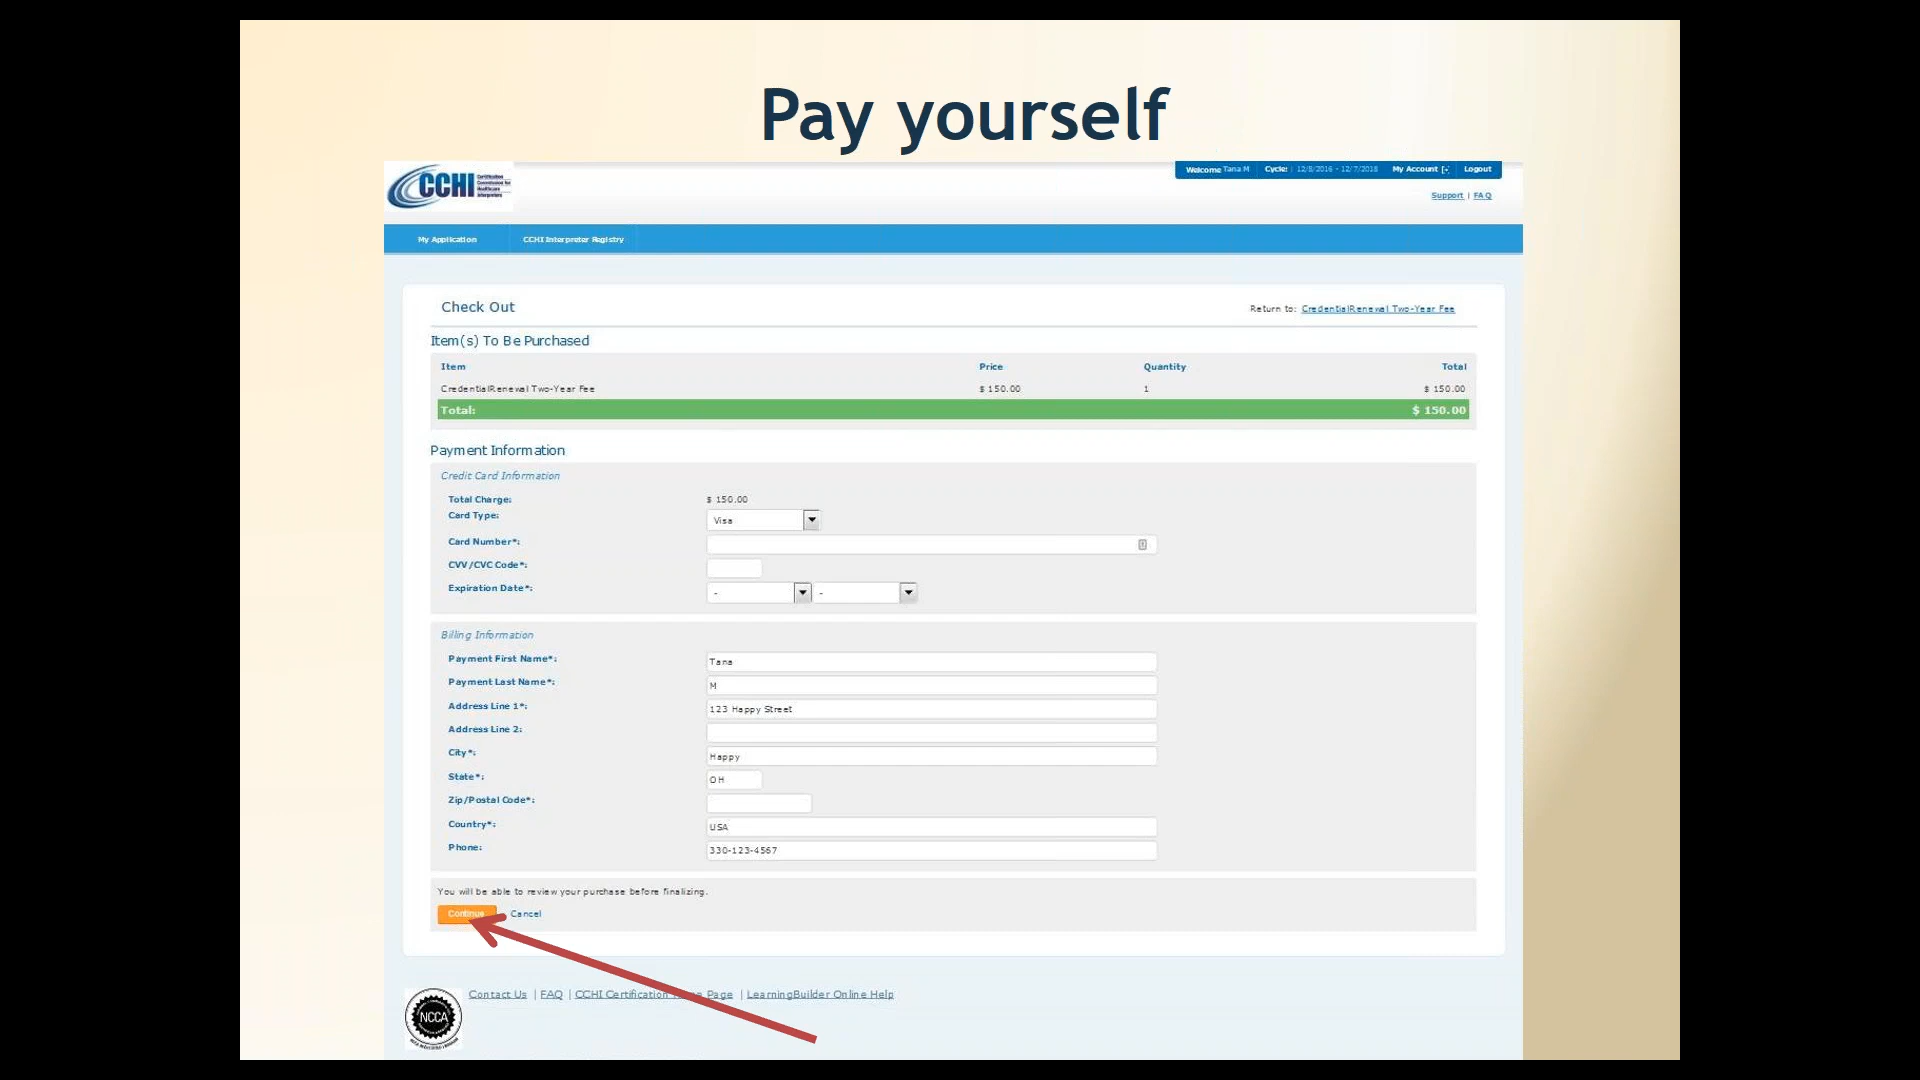 Pay yourself
CCHI Certification Commission for Healthcare Interpreters
Welcome Tana M Cycle: 12/8/2016 - 12/7/2018 My Account [-] Logout
Support | FAQ
My Application CCHI Interpreter Registry
Check Out Return to: CredentialRenewal Two-Year Fee
Item(s) To Be Purchased
Item Price Quantity Total
CredentialRenewal Two-Year Fee $ 150.00 1 $ 150.00
Total: $ 150.00
Payment Information
Credit Card Information
Total Charge: $ 150.00
Card Type: Visa
Card Number*:
CVV/CVC Code*:
Expiration Date*: - -
Billing Information
Payment First Name*: Tana
Payment Last Name*: M
Address Line 1*: 123 Happy Street
Address Line 2:
City*: Happy
State*: OH
Zip/Postal Code*:
Country*: USA
Phone: 330-123-4567
You will be able to review your purchase before finalizing.
Continue Cancel
Contact Us | FAQ | CCHI Certification Page | LearningBuilder Online Help
NCCA